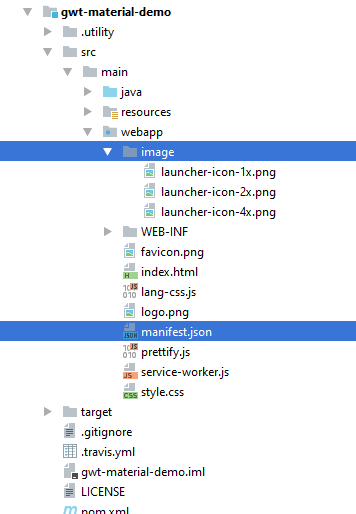 gwt-material-demo
.utility
src
main
java
resources
webapp
image
launcher-icon-1x.png
launcher-icon-2x.png
launcher-icon-4x.png
WEB-INF
favicon.png
index.html
lang-css.js
logo.png
manifest.json
prettify.js
service-worker.js
style.css
target
.gitignore
.travis.yml
gwt-material-demo.iml
LICENSE
pom.xml